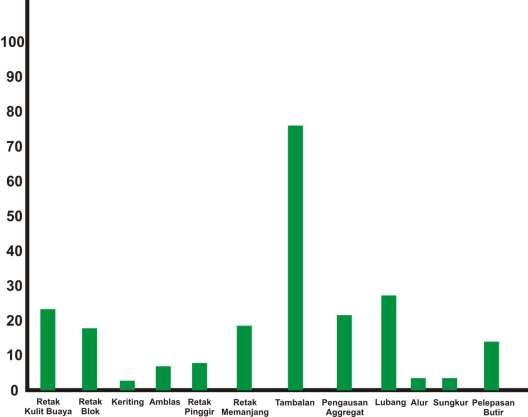 100
90
80
70
60
50
40
30
20
10
0
Retak
Kulit Buaya
Retak
Blok
Keriting
Amblas
Retak
Pinggir
Retak
Memanjang
Tambalan
Pengausan
Aggregat
Lubang
Alur
Sungkur
Pelepasan
Butir